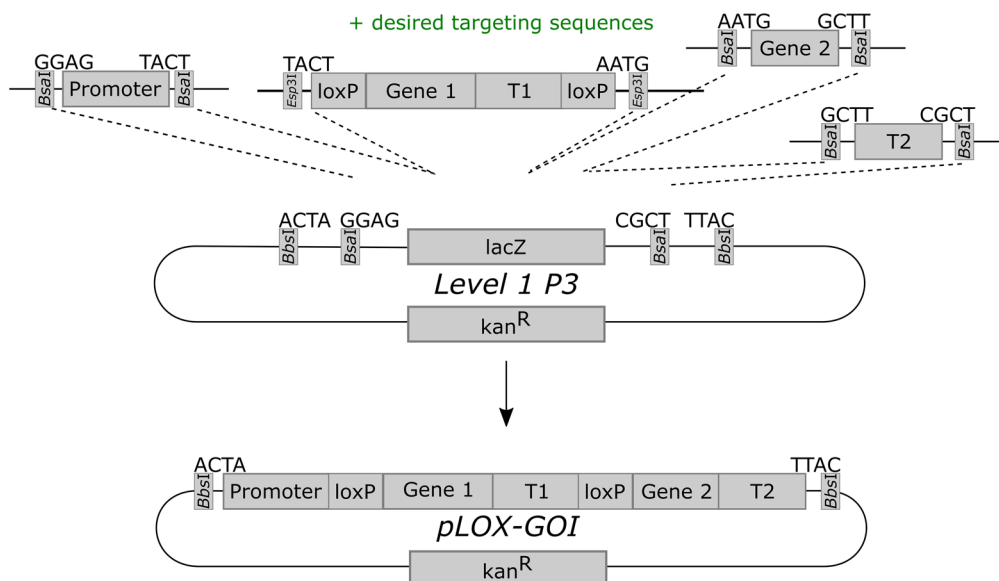 + desired targeting sequences
AATG GCTT
BsaI Gene 2 BsaI
GGAG TACT
BsaI Promoter BsaI
TACT AATG
Esp3I loxP Gene 1 T1 loxP Esp3I
GCTT CGCT
BsaI T2 BsaI
ACTA GGAG CGCT TTAC
BbsI BsaI lacZ BsaI BbsI
Level 1 P3
kanR
ACTA TTAC
BbsI Promoter loxP Gene 1 T1 loxP Gene 2 T2 BbsI
pLOX-GOI
kanR